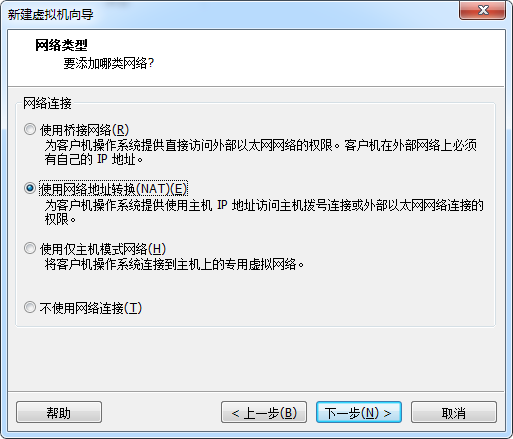 新建虚拟机向导
网络类型
要添加哪类网络?
网络连接
使用桥接网络(R)
为客户机操作系统提供直接访问外部以太网网络的权限。客户机在外部网络上必须
有自己的 IP 地址。
使用网络地址转换(NAT)(E)
为客户机操作系统提供使用主机 IP 地址访问主机拨号连接或外部以太网网络连接的
权限。
使用仅主机模式网络(H)
将客户机操作系统连接到主机上的专用虚拟网络。
不使用网络连接(T)
帮助
< 上一步(B)
下一步(N) >
取消